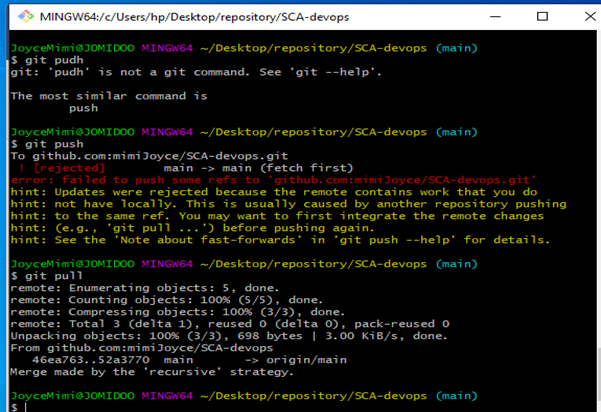 MINGW64:/c/Users/hp/Desktop/repository/SCA-devops
JoyceMimi@JOMIDOO MINGW64 ~/Desktop/repository/SCA-devops (main)
$ git pudh
git: 'pudh' is not a git command. See 'git --help'.
The most similar command is
push
JoyceMimi@JOMIDOO MINGW64 ~/Desktop/repository/SCA-devops (main)
$ git push
To github.com:mimiJoyce/SCA-devops.git
! [rejected] main -> main (fetch first)
error: failed to push some refs to 'github.com:mimiJoyce/SCA-devops.git'
hint: Updates were rejected because the remote contains work that you do
hint: not have locally. This is usually caused by another repository pushing
hint: to the same ref. You may want to first integrate the remote changes
hint: (e.g., 'git pull ...') before pushing again.
hint: See the 'Note about fast-forwards' in 'git push --help' for details.
JoyceMimi@JOMIDOO MINGW64 ~/Desktop/repository/SCA-devops (main)
$ git pull
remote: Enumerating objects: 5, done.
remote: Counting objects: 100% (5/5), done.
remote: Compressing objects: 100% (3/3), done.
remote: Total 3 (delta 1), reused 0 (delta 0), pack-reused 0
Unpacking objects: 100% (3/3), 698 bytes | 3.00 KiB/s, done.
From github.com:mimiJoyce/SCA-devops
46ea763..52a3770 main -> origin/main
Merge made by the 'recursive' strategy.
JoyceMimi@JOMIDOO MINGW64 ~/Desktop/repository/SCA-devops (main)
$